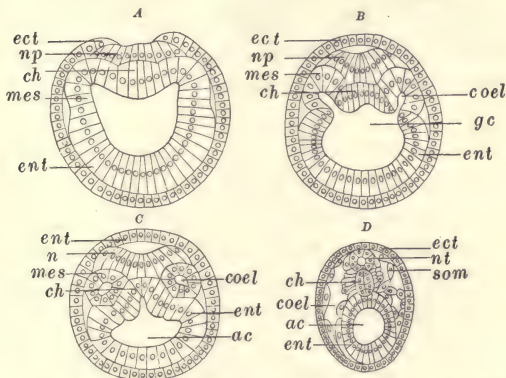 A
ect
np
ch
mes
ent
B
ect
np
mes
ch
coel
gc
ent
C
ent
n
mes
ch
coel
ent
ac
D
ect
nt
som
ch
coel
ac
ent